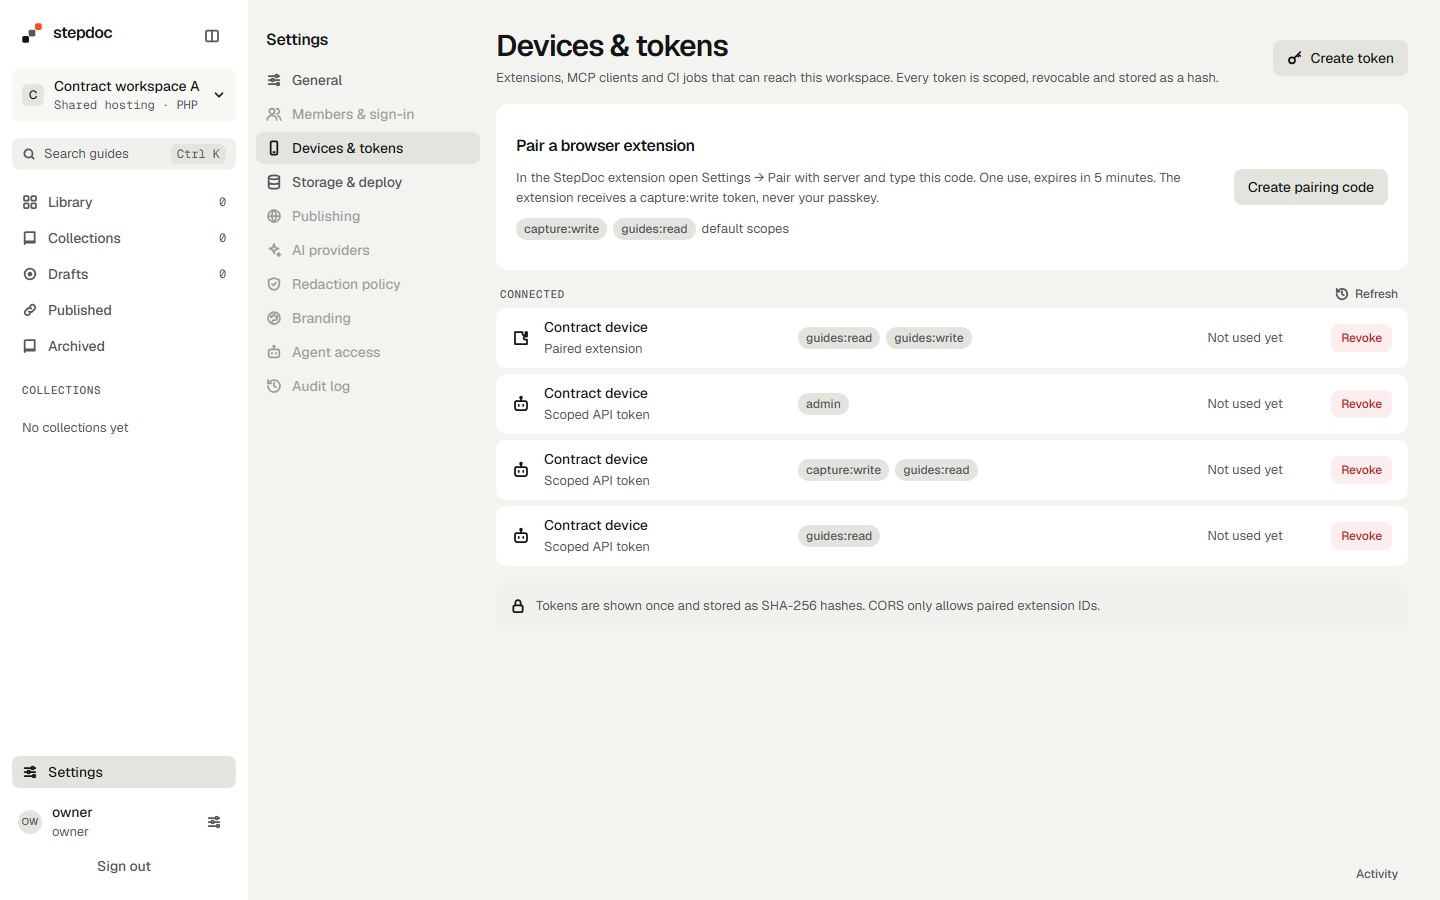 stepdoc
C
Contract workspace A
Shared hosting · PHP
Search guides
Ctrl K
Library
0
Collections
0
Drafts
0
Published
Archived
COLLECTIONS
No collections yet
Settings
OW
owner
owner
Sign out
Settings
General
Members & sign-in
Devices & tokens
Storage & deploy
Publishing
AI providers
Redaction policy
Branding
Agent access
Audit log
Devices & tokens
Extensions, MCP clients and CI jobs that can reach this workspace. Every token is scoped, revocable and stored as a hash.
Create token
Pair a browser extension
In the StepDoc extension open Settings → Pair with server and type this code. One use, expires in 5 minutes. The
extension receives a capture:write token, never your passkey.
capture:write guides:read default scopes
Create pairing code
CONNECTED
Refresh
Contract device
Paired extension
guides:read guides:write
Not used yet
Revoke
Contract device
Scoped API token
admin
Not used yet
Revoke
Contract device
Scoped API token
capture:write guides:read
Not used yet
Revoke
Contract device
Scoped API token
guides:read
Not used yet
Revoke
Tokens are shown once and stored as SHA-256 hashes. CORS only allows paired extension IDs.
Activity